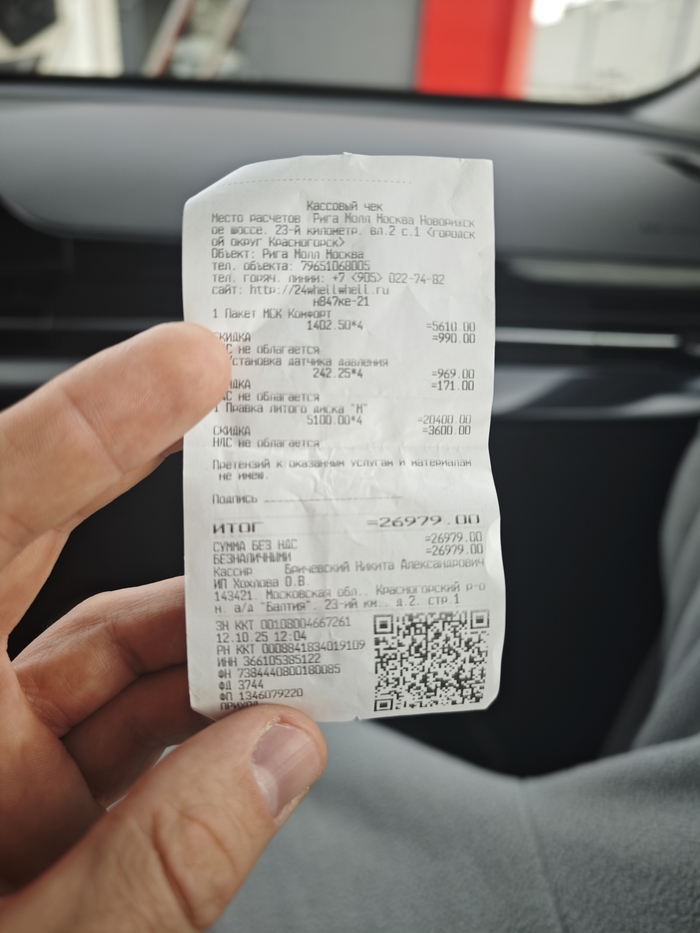 Кассовый чек
Место расчетов Рига Молл Москва Новорижск
ое шоссе. 23-й километр. вл.2 с.1 <городск
ой округ Красногорск>
Объект: Рига Молл Москва
тел. объекта: 79651068005
тел. горяч. линии: +7 <905> 022-74-82
сайт: http://24whellwhell.ru
н847ке-21
1 Пакет МСК Комфорт
1402.50*4 =5610.00
СКИДКА =990.00
НДС не облагается
Установка датчика давления
242.25*4 =969.00
СКИДКА =171.00
НДС не облагается
1 Правка литого диска "М"
5100.00*4 =20400.00
СКИДКА =3600.00
НДС не облагается
Претензий к оказанным услугам и материалам
не имею.
Подпись
ИТОГ =26979.00
СУММА БЕЗ НДС =26979.00
БЕЗНАЛИЧНЫМИ =26979.00
Кассир Бричевский Никита Александрович
ИП Хохлова О.В.
143421. Московская обл.. Красногорский р-о
н. а/д "Балтия". 23-ий км.. д.2. стр.1
ЗН ККТ 00108004667261
12.10.25 12:04
РН ККТ 0008841834019109
ИНН 366105385122
ФН 7384440800180085
ФД 3744
ФП 1346079220
ПРИХОД